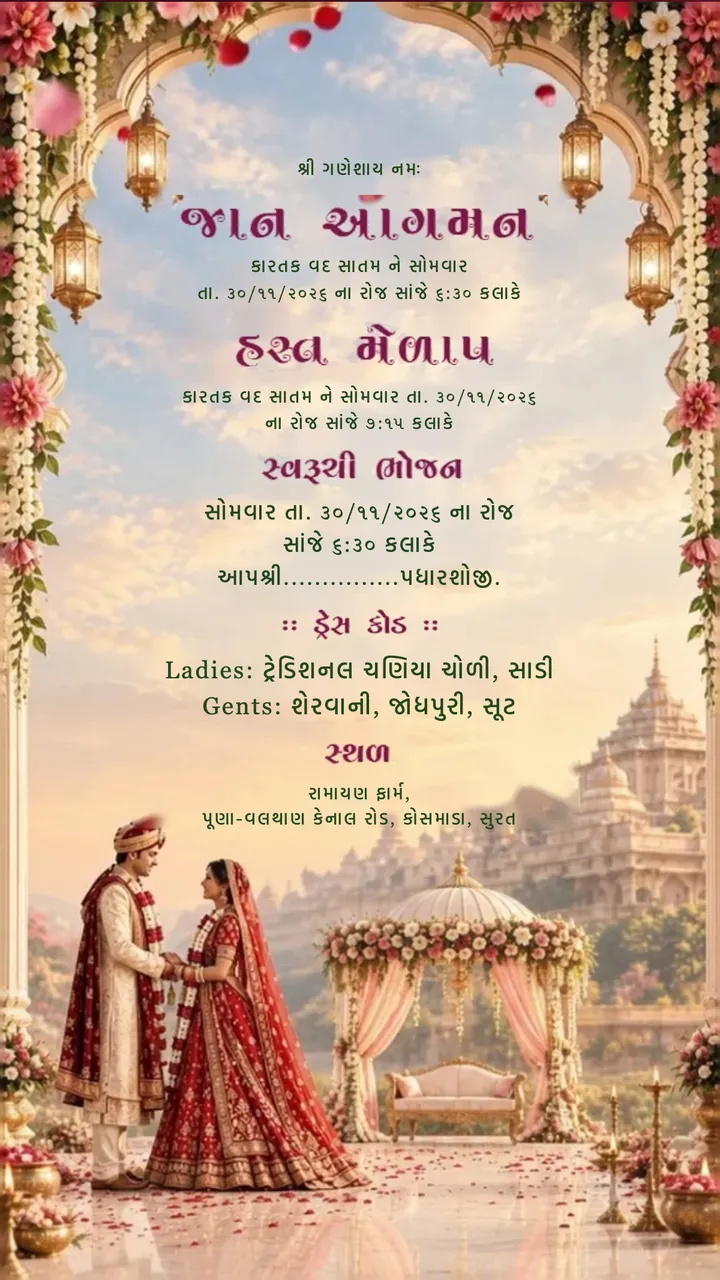 શ્રી ગણેશાય નમઃ
જાન આગમન
કારતક વદ સાતમ ને સોમવાર
તા. ૩૦/૧૧/૨૦૨૬ ના રોજ સાંજે ૬:૩૦ કલાકે
હસ્ત મેળાપ
કારતક વદ સાતમ ને સોમવાર તા. ૩૦/૧૧/૨૦૨૬
ના રોજ સાંજે ૭:૧૫ કલાકે
સ્વરૂચી ભોજન
સોમવાર તા. ૩૦/૧૧/૨૦૨૬ ના રોજ
સાંજે ૬:૩૦ કલાકે
આપશ્રી...............પધારશોજી.
:: ડ્રેસ કોડ ::
Ladies: ટ્રેડિશનલ ચણિયા ચોળી, સાડી
Gents: શેરવાની, જોધપુરી, સૂટ
સ્થળ
રામાયણ ફાર્મ,
પૂણા-વલથાણ કેનાલ રોડ, કોસમાડા, સુરત